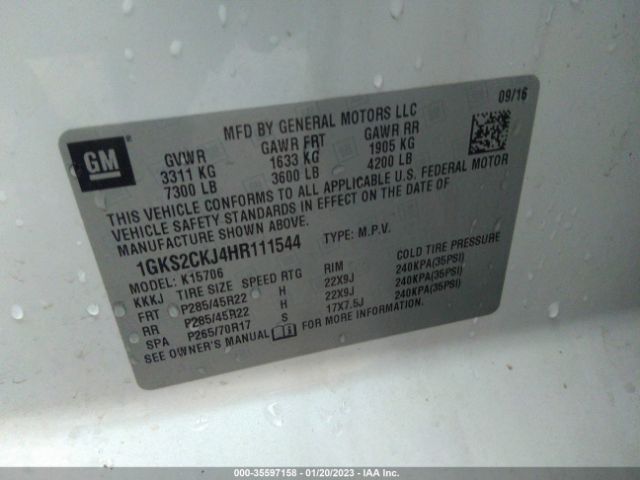 GM
MFD BY GENERAL MOTORS LLC
09/16
GVWR GAWR FRT GAWR RR
3311 KG 1633 KG 1905 KG
7300 LB 3600 LB 4200 LB
THIS VEHICLE CONFORMS TO ALL APPLICABLE U.S. FEDERAL MOTOR
VEHICLE SAFETY STANDARDS IN EFFECT ON THE DATE OF
MANUFACTURE SHOWN ABOVE.
1GKS2CKJ4HR111544 TYPE: M.P.V.
MODEL: K15706
KKKJ TIRE SIZE SPEED RTG RIM COLD TIRE PRESSURE
FRT P285/45R22 H 22X9J 240KPA(35PSI)
RR P285/45R22 H 22X9J 240KPA(35PSI)
SPA P265/70R17 S 17X7.5J 240KPA(35PSI)
SEE OWNER'S MANUAL FOR MORE INFORMATION.
000-35597158 - 01/20/2023 - IAA Inc.